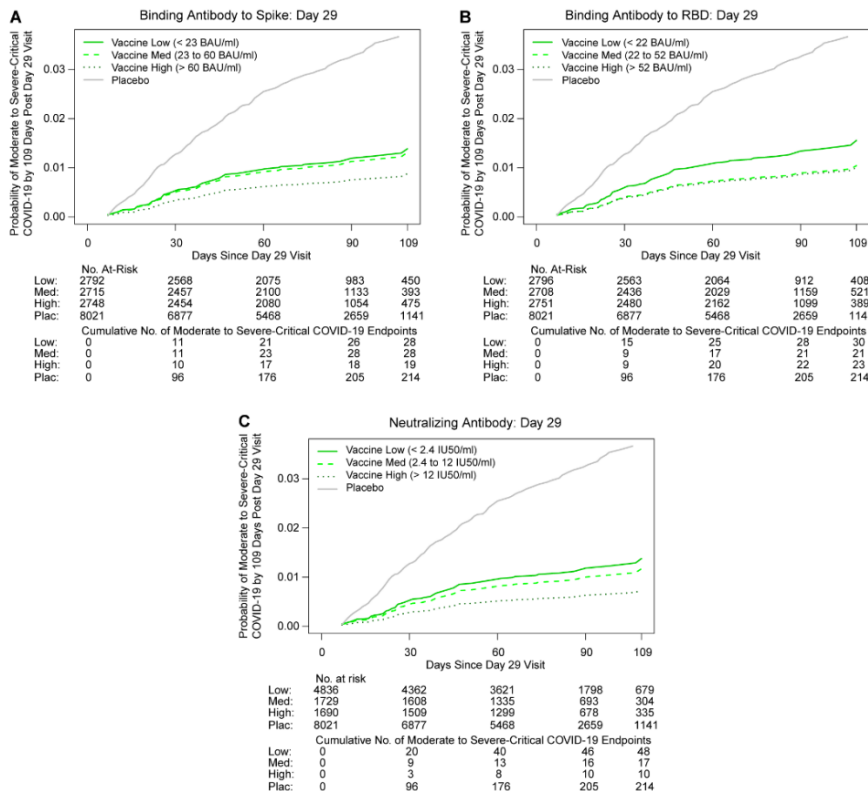 A
Binding Antibody to Spike: Day 29
Vaccine Low (< 23 BAU/ml)
Vaccine Med (23 to 60 BAU/ml)
Vaccine High (> 60 BAU/ml)
Placebo
Probability of Moderate to Severe-Critical
COVID-19 by 109 Days Post Day 29 Visit
0.03
0.02
0.01
0.00
0 30 60 90 109
Days Since Day 29 Visit
No. At-Risk
Low: 2792 2568 2075 983 450
Med: 2715 2457 2100 1133 393
High: 2748 2454 2080 1054 475
Plac: 8021 6877 5468 2659 1141
Cumulative No. of Moderate to Severe-Critical COVID-19 Endpoints
Low: 0 11 21 26 28
Med: 0 11 23 28 28
High: 0 10 17 18 19
Plac: 0 96 176 205 214
B
Binding Antibody to RBD: Day 29
Vaccine Low (< 22 BAU/ml)
Vaccine Med (22 to 52 BAU/ml)
Vaccine High (> 52 BAU/ml)
Placebo
Probability of Moderate to Severe-Critical
COVID-19 by 109 Days Post Day 29 Visit
0.03
0.02
0.01
0.00
0 30 60 90 109
Days Since Day 29 Visit
No. At-Risk
Low: 2796 2563 2064 912 408
Med: 2708 2436 2029 1159 521
High: 2751 2480 2162 1099 389
Plac: 8021 6877 5468 2659 114
Cumulative No. of Moderate to Severe-Critical COVID-19 Endpoints
Low: 0 15 25 28 30
Med: 0 9 17 21 21
High: 0 9 20 22 23
Plac: 0 96 176 205 214
C
Neutralizing Antibody: Day 29
Vaccine Low (< 2.4 IU50/ml)
Vaccine Med (2.4 to 12 IU50/ml)
Vaccine High (> 12 IU50/ml)
Placebo
Probability of Moderate to Severe-Critical
COVID-19 by 109 Days Post Day 29 Visit
0.03
0.02
0.01
0.00
0 30 60 90 109
Days Since Day 29 Visit
No. at risk
Low: 4836 4362 3621 1798 679
Med: 1729 1608 1335 693 304
High: 1690 1509 1299 678 335
Plac: 8021 6877 5468 2659 1141
Cumulative No. of Moderate to Severe-Critical COVID-19 Endpoints
Low: 0 20 40 46 48
Med: 0 9 13 16 17
High: 0 3 8 10 10
Plac: 0 96 176 205 214